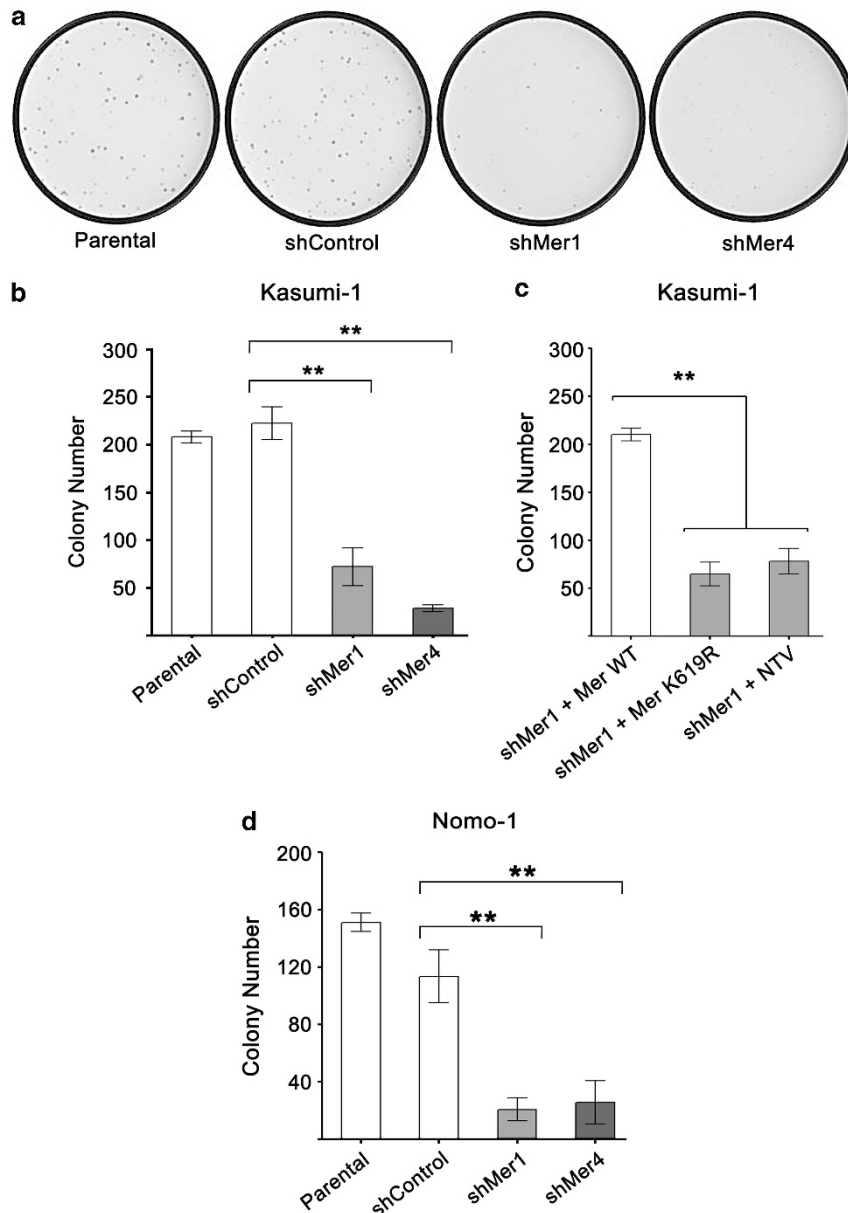 a
Parental
shControl
shMer1
shMer4
b
Kasumi-1
Colony Number
300
250
200
150
100
50
**
**
Parental
shControl
shMer1
shMer4
c
Kasumi-1
Colony Number
300
250
200
150
100
50
**
shMer1 + Mer WT
shMer1 + Mer K619R
shMer1 + NTV
d
Nomo-1
Colony Number
200
160
120
80
40
**
**
Parental
shControl
shMer1
shMer4